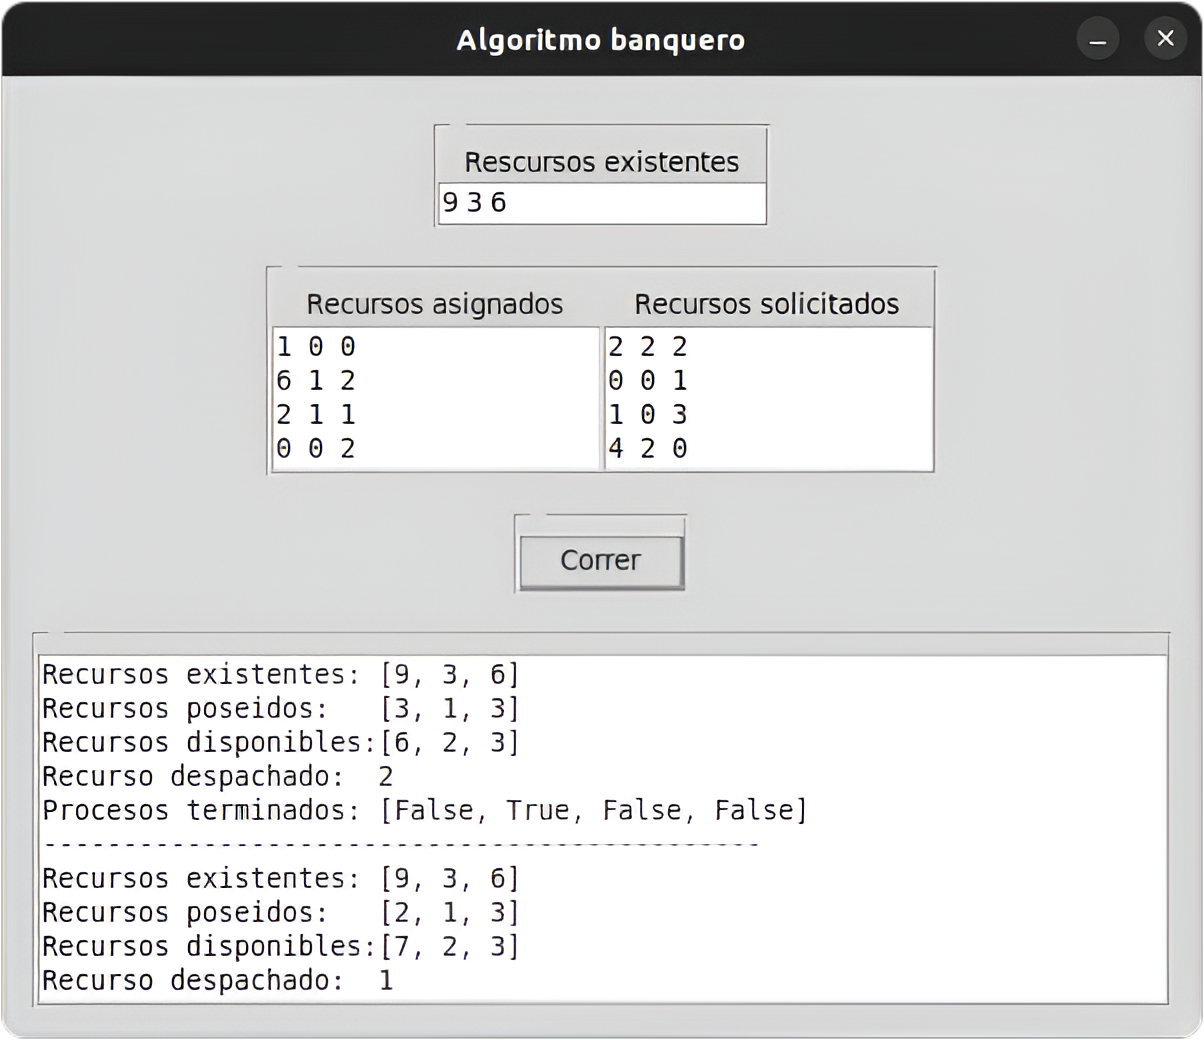 Algoritmo banquero
Rescursos existentes
9 3 6
Recursos asignados
1 0 0
6 1 2
2 1 1
0 0 2
Recursos solicitados
2 2 2
0 0 1
1 0 3
4 2 0
Correr
Recursos existentes: [9, 3, 6]
Recursos poseidos:   [3, 1, 3]
Recursos disponibles:[6, 2, 3]
Recurso despachado:  2
Procesos terminados: [False, True, False, False]
---------------------------------------------
Recursos existentes: [9, 3, 6]
Recursos poseidos:   [2, 1, 3]
Recursos disponibles:[7, 2, 3]
Recurso despachado:  1